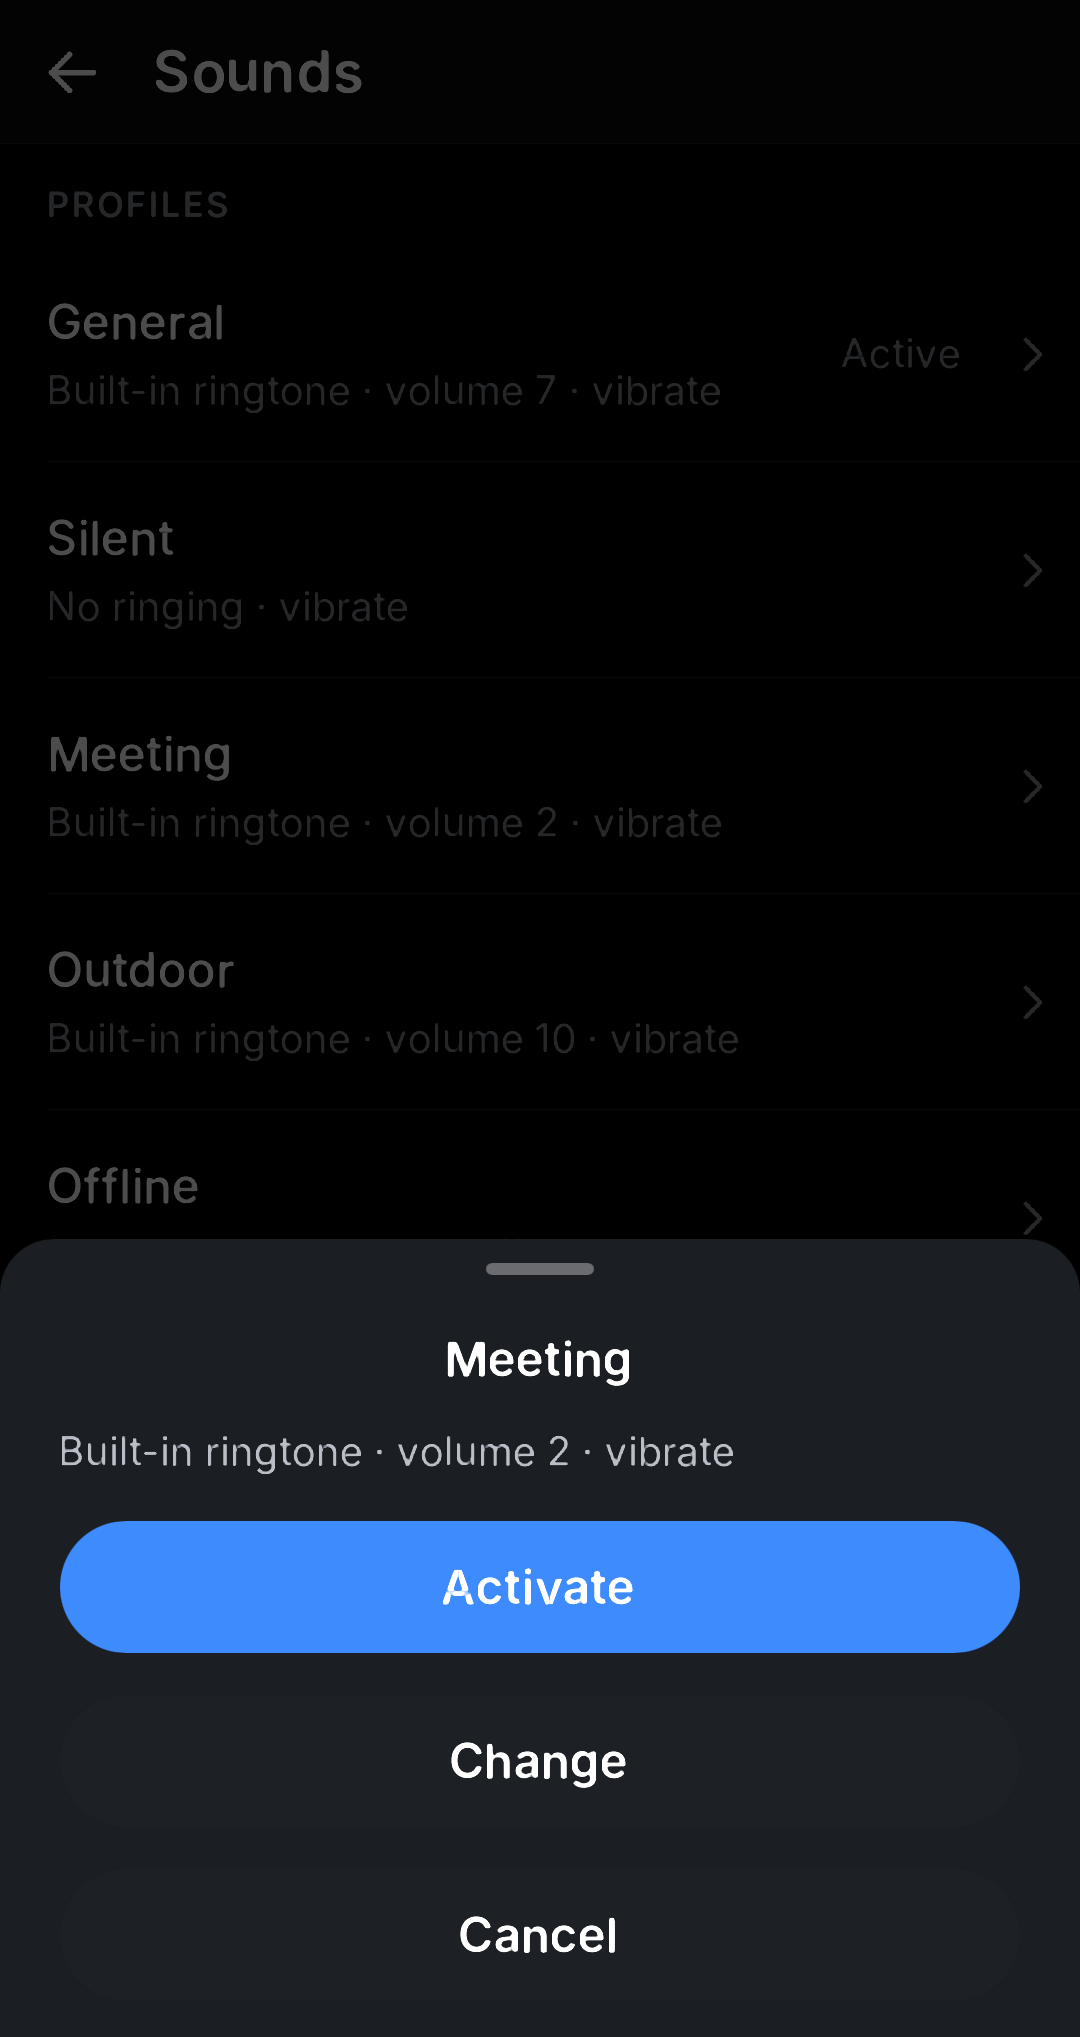 Sounds
PROFILES
General
Active
Built-in ringtone · volume 7 · vibrate
Silent
No ringing · vibrate
Meeting
Built-in ringtone · volume 2 · vibrate
Outdoor
Built-in ringtone · volume 10 · vibrate
Offline
Meeting
Built-in ringtone · volume 2 · vibrate
Activate
Change
Cancel